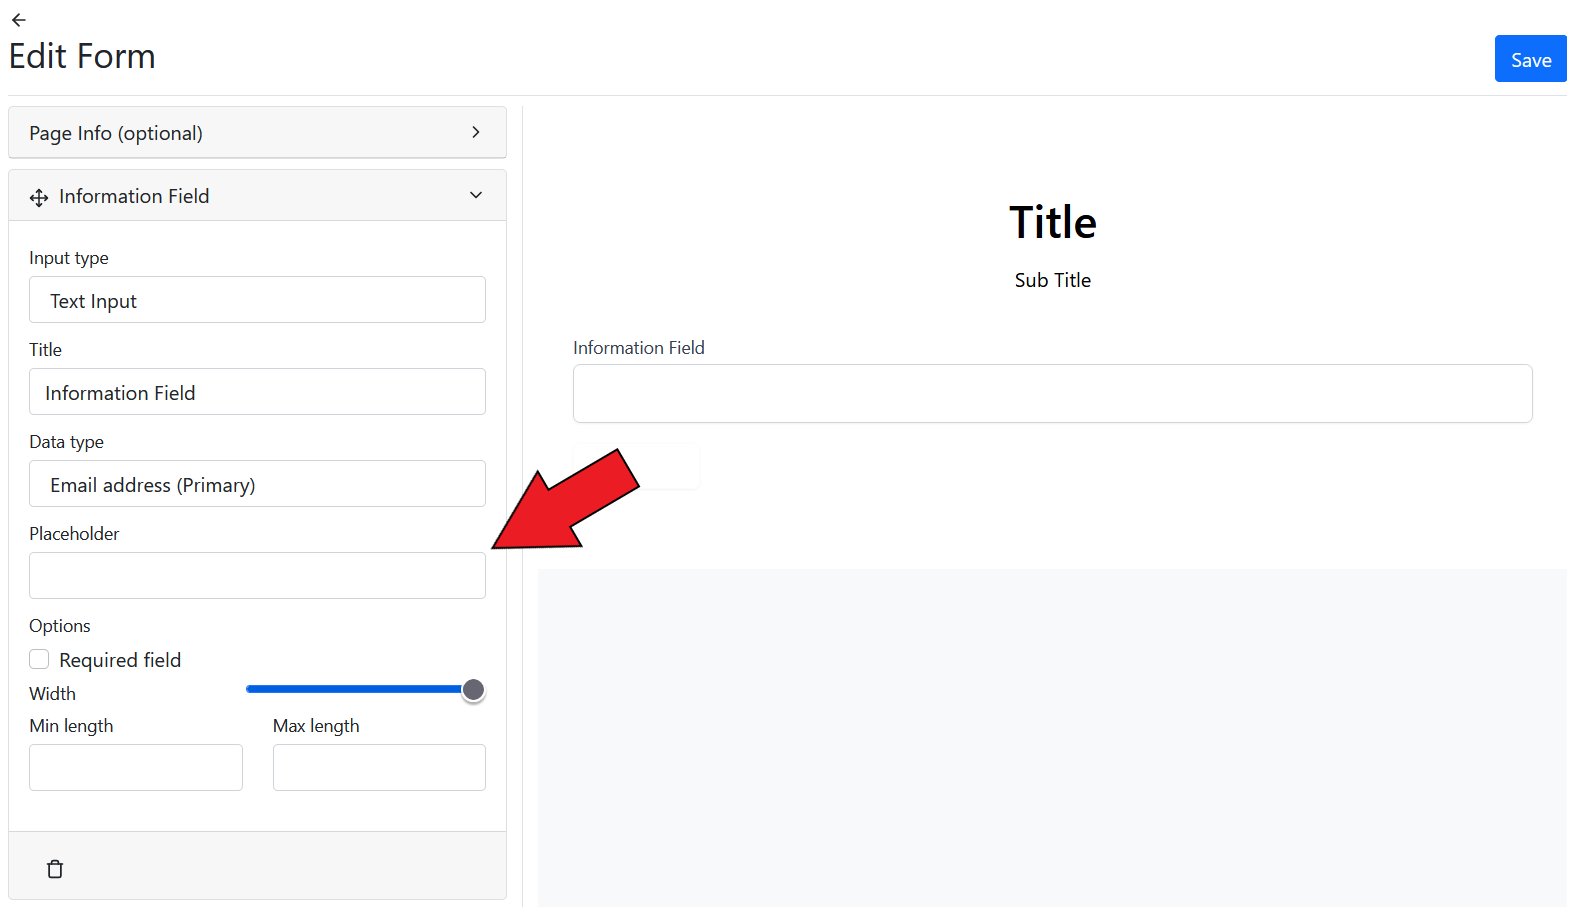 Edit Form
Save
Page Info (optional)
Information Field
Input type
Text Input
Title
Information Field
Data type
Email address (Primary)
Placeholder
Options
Required field
Width
Min length
Max length
Title
Sub Title
Information Field